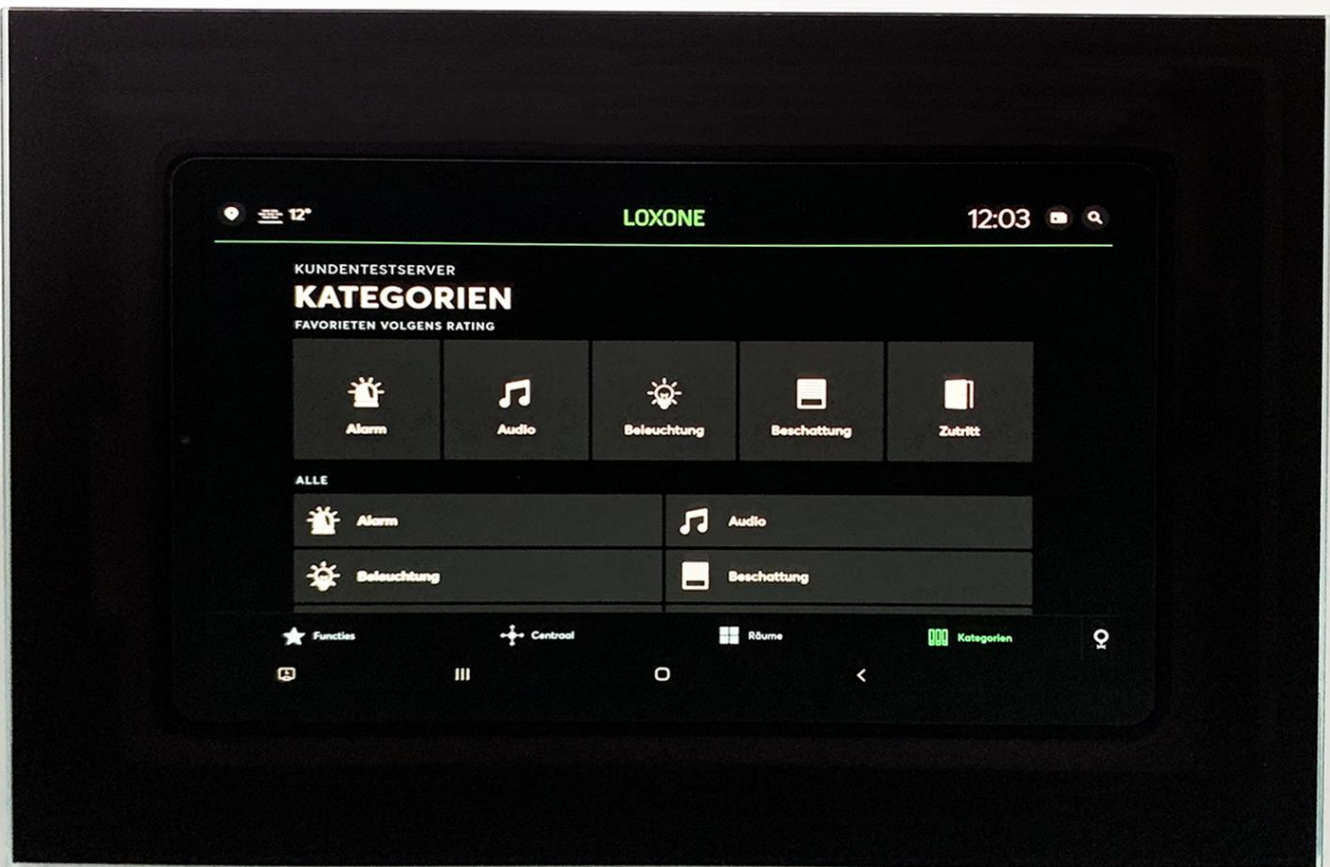 12°
LOXONE
12:03
KUNDENTESTSERVER
KATEGORIEN
FAVORIETEN VOLGENS RATING
Alarm
Audio
Beleuchtung
Beschattung
Zutritt
ALLE
Alarm
Audio
Beleuchtung
Beschattung
Functies
Centraal
Räume
Kategorien